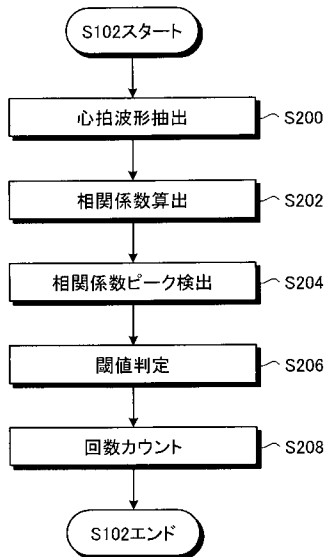 S102スタート
心拍波形抽出 S200
相関係数算出 S202
相関係数ピーク検出 S204
閾値判定 S206
回数カウント S208
S102エンド